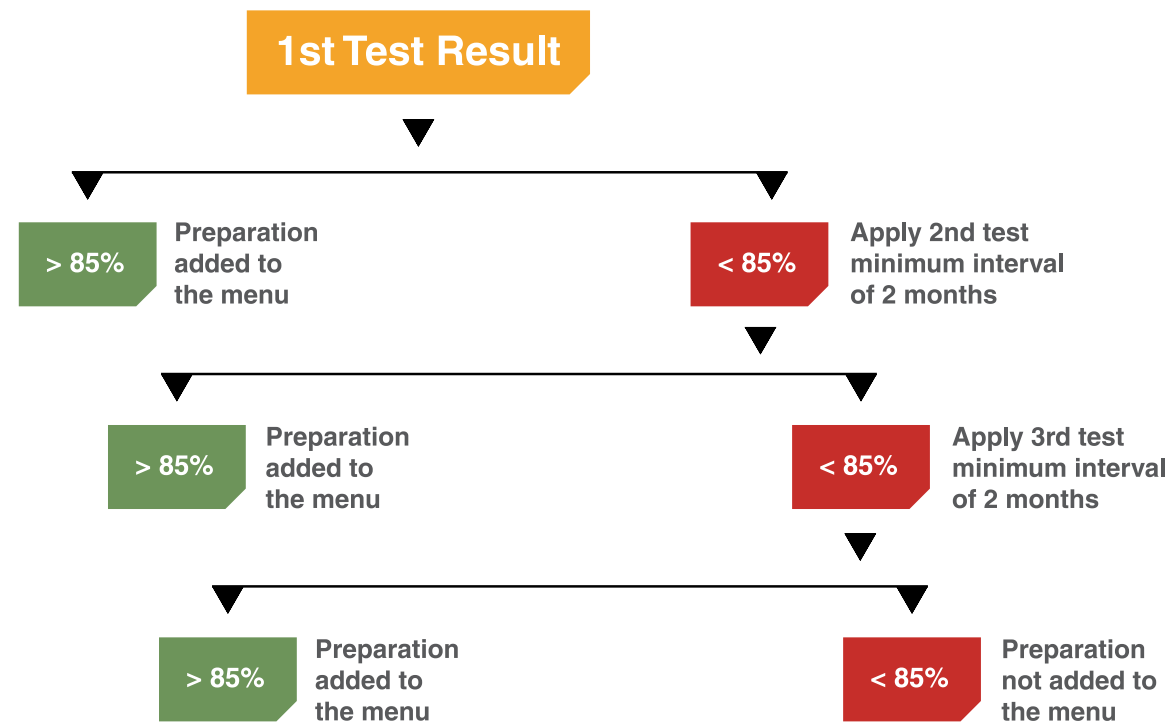 1st Test Result
> 85%
Preparation
added to
the menu
< 85%
Apply 2nd test
minimum interval
of 2 months
> 85%
Preparation
added to
the menu
< 85%
Apply 3rd test
minimum interval
of 2 months
> 85%
Preparation
added to
the menu
< 85%
Preparation
not added to
the menu